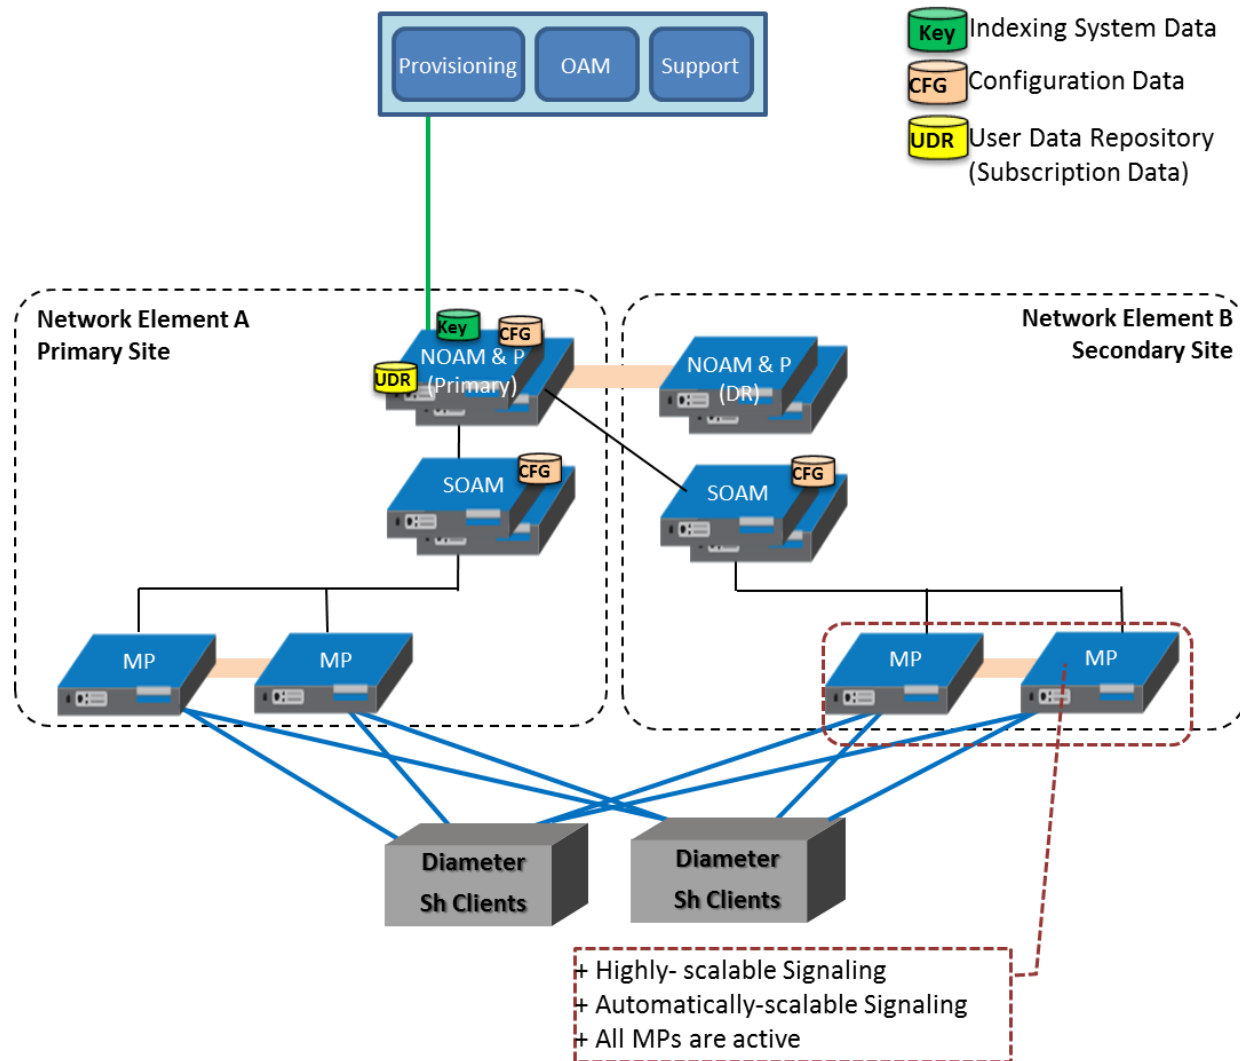 Provisioning
OAM
Support
Key
Indexing System Data
CFG
Configuration Data
UDR
User Data Repository
(Subscription Data)
Network Element A
Primary Site
Network Element B
Secondary Site
Key
CFG
UDR
NOAM & P
(Primary)
NOAM & P
(DR)
CFG
SOAM
CFG
SOAM
MP
MP
MP
MP
Diameter
Sh Clients
Diameter
Sh Clients
+ Highly- scalable Signaling
+ Automatically-scalable Signaling
+ All MPs are active